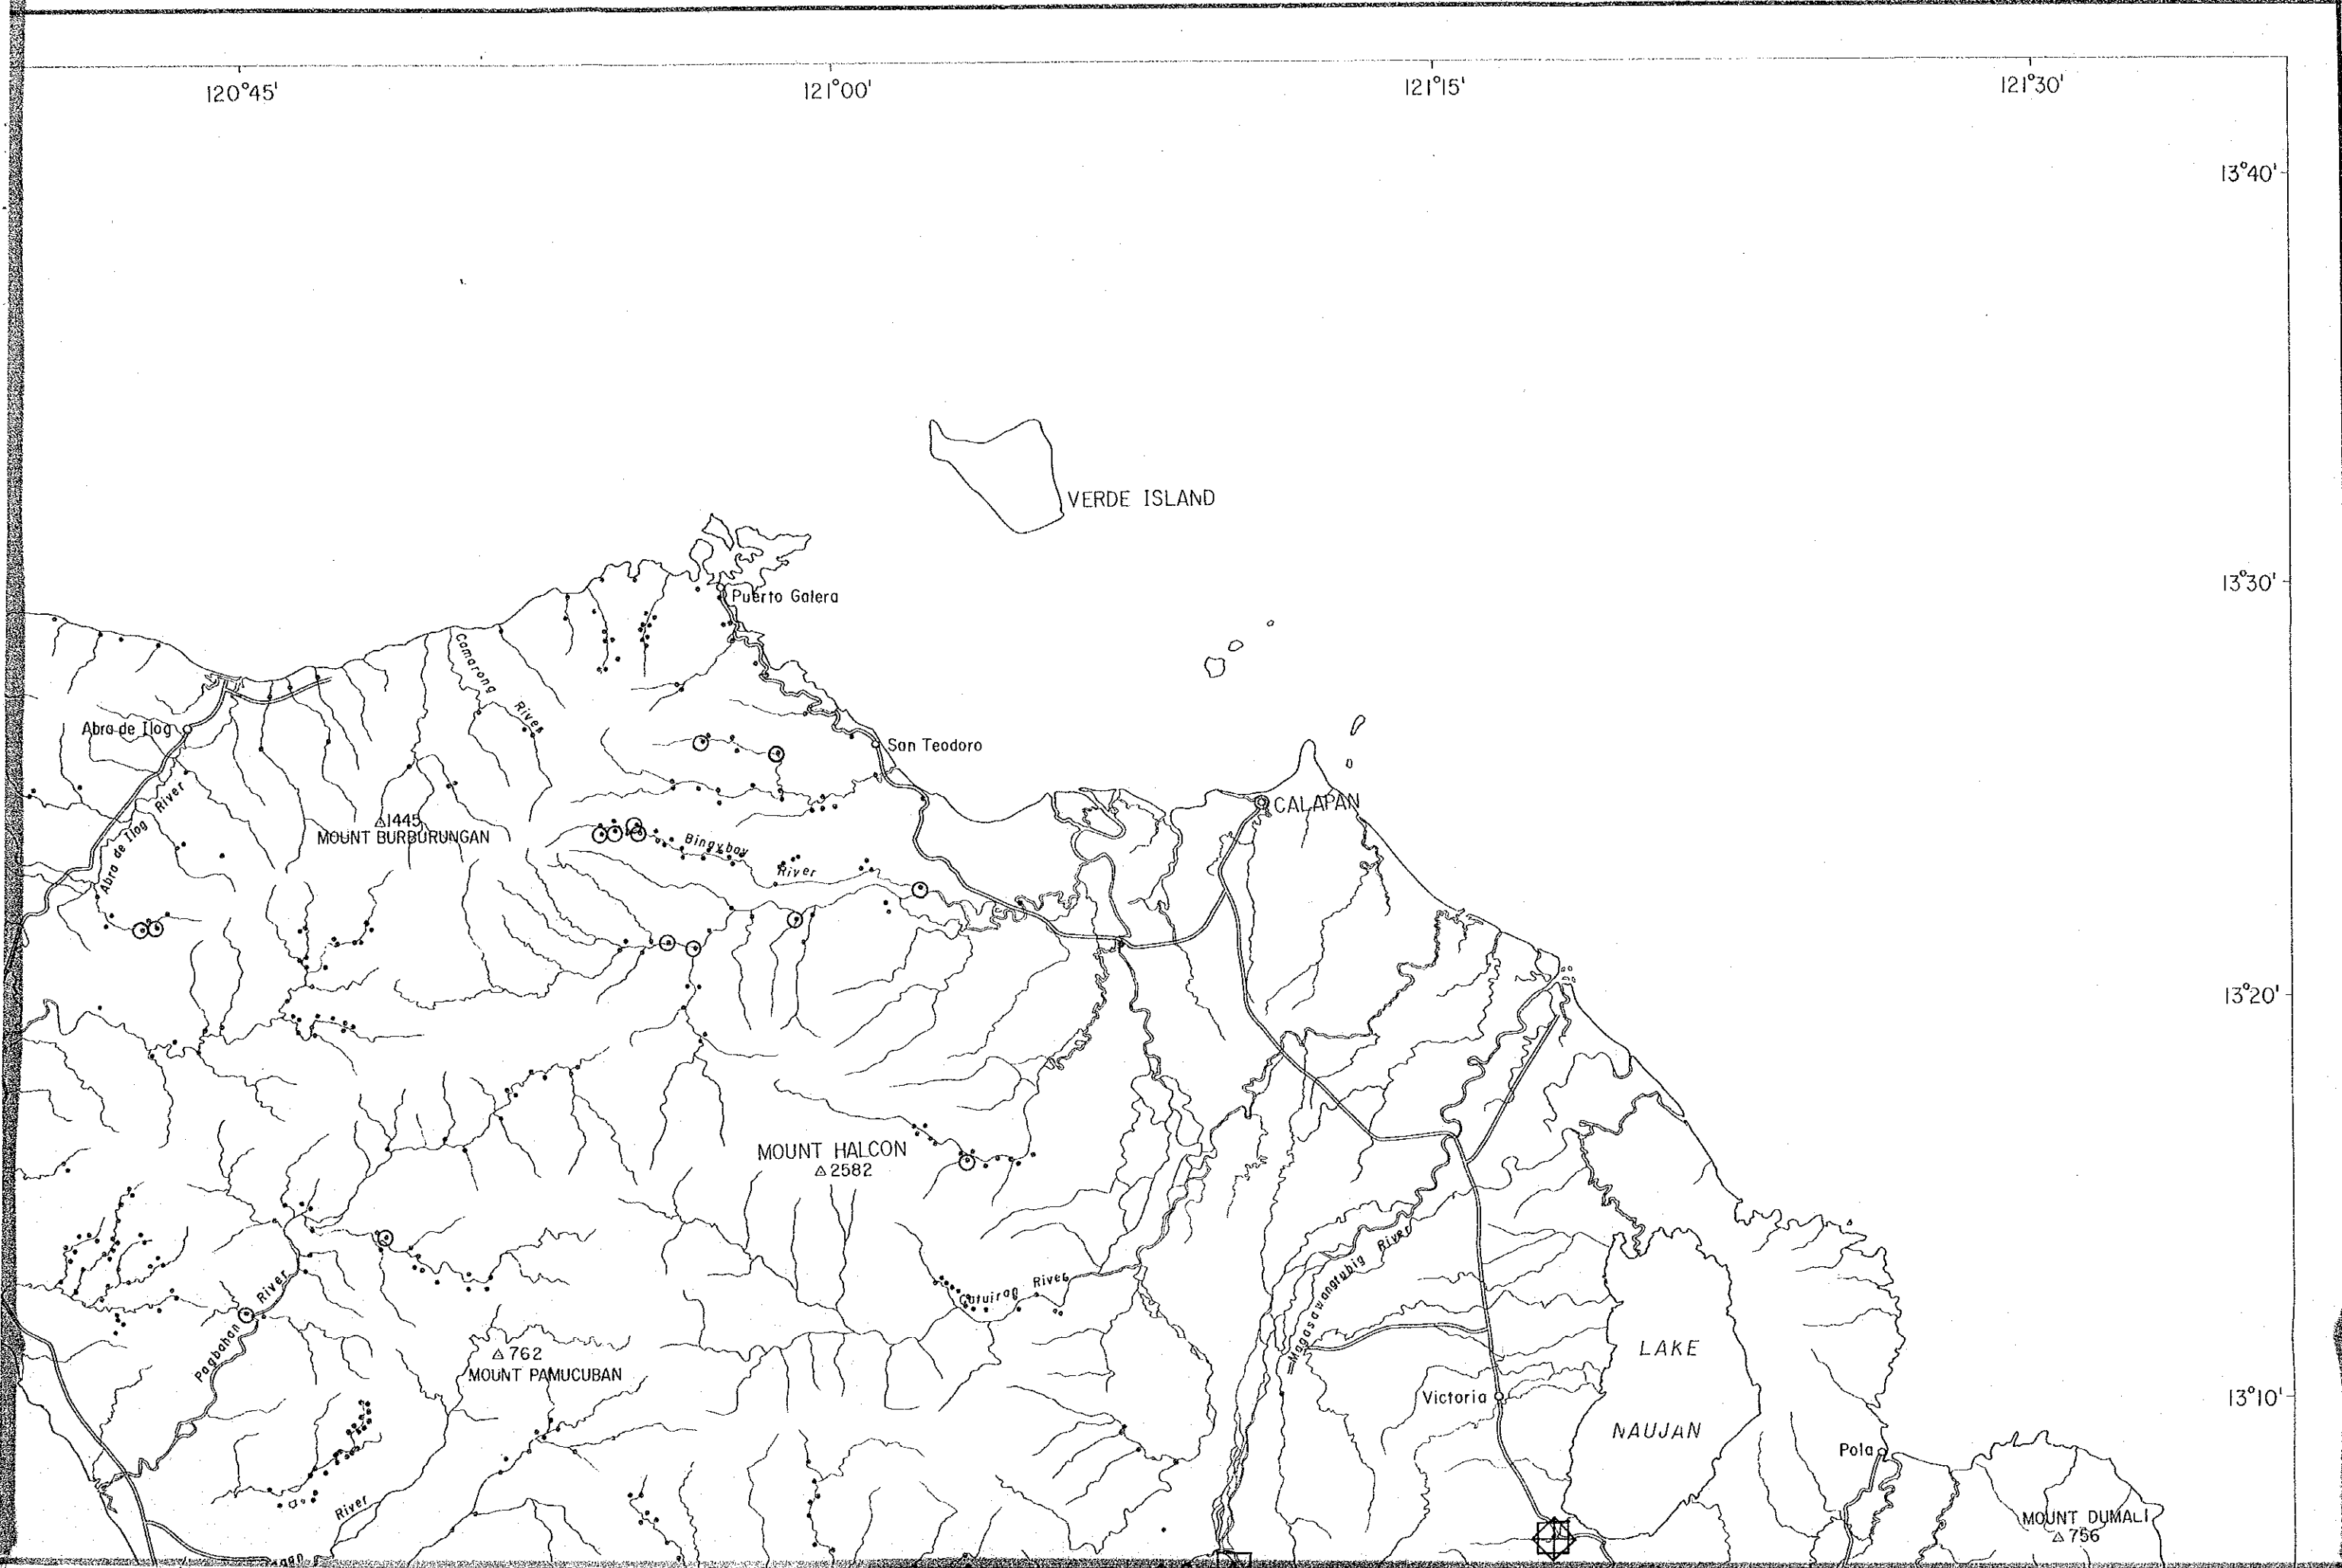 120°45'
121°00'
121°15'
121°30'
13°40'
VERDE ISLAND
13°30'
Puerto Galera
Camarong
River
Abra de Ilog
San Teodoro
CALAPAN
△1445
MOUNT BURBURUNGAN
Abra de Ilog River
Bingyboy
River
13°20'
MOUNT HALCON
△2582
Pagbahan River
Catuiran River
Magasawangtubig River
△762
MOUNT PAMUCUBAN
LAKE
NAUJAN
Victoria
13°10'
Pola
River
MOUNT DUMALI
△756